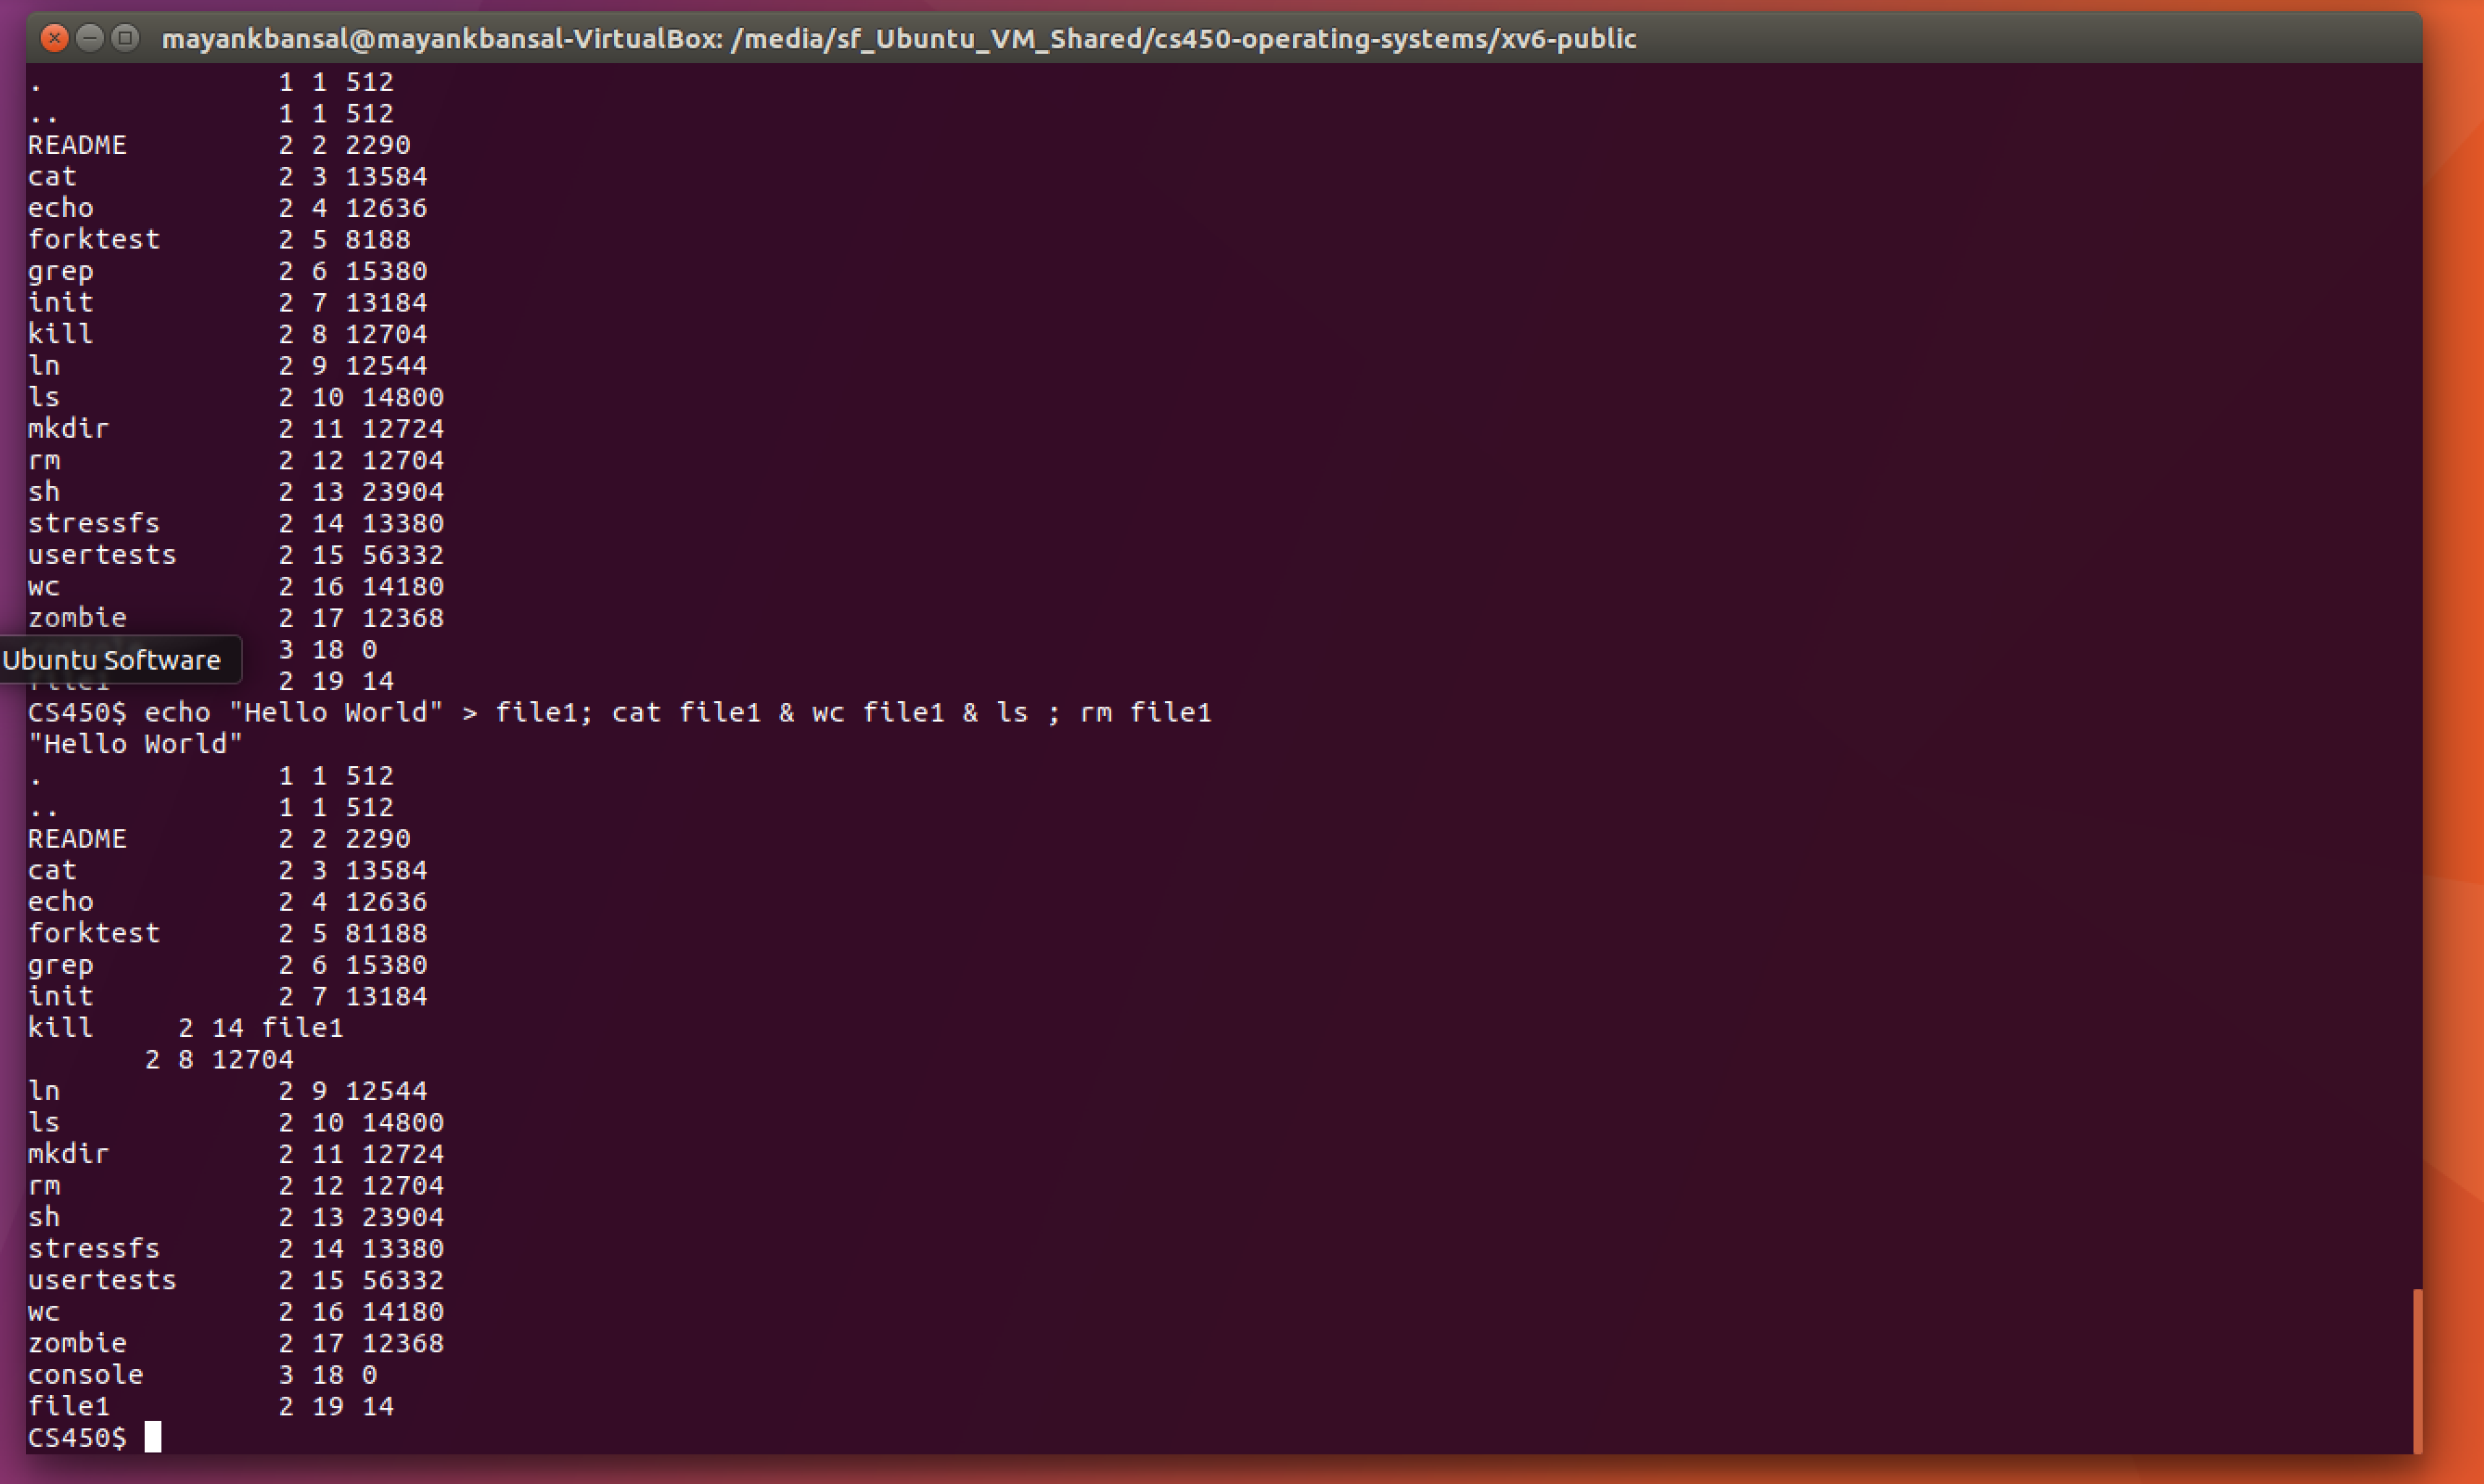 mayankbansal@mayankbansal-VirtualBox: /media/sf_Ubuntu_VM_Shared/cs450-operating-systems/xv6-public
. 1 1 512
.. 1 1 512
README 2 2 2290
cat 2 3 13584
echo 2 4 12636
forktest 2 5 8188
grep 2 6 15380
init 2 7 13184
kill 2 8 12704
ln 2 9 12544
ls 2 10 14800
mkdir 2 11 12724
rm 2 12 12704
sh 2 13 23904
stressfs 2 14 13380
usertests 2 15 56332
wc 2 16 14180
zombie 2 17 12368
3 18 0
Ubuntu Software
file1 2 19 14
CS450$ echo "Hello World" > file1; cat file1 & wc file1 & ls ; rm file1
"Hello World"
. 1 1 512
.. 1 1 512
README 2 2 2290
cat 2 3 13584
echo 2 4 12636
forktest 2 5 81188
grep 2 6 15380
init 2 7 13184
kill 2 14 file1
2 8 12704
ln 2 9 12544
ls 2 10 14800
mkdir 2 11 12724
rm 2 12 12704
sh 2 13 23904
stressfs 2 14 13380
usertests 2 15 56332
wc 2 16 14180
zombie 2 17 12368
console 3 18 0
file1 2 19 14
CS450$